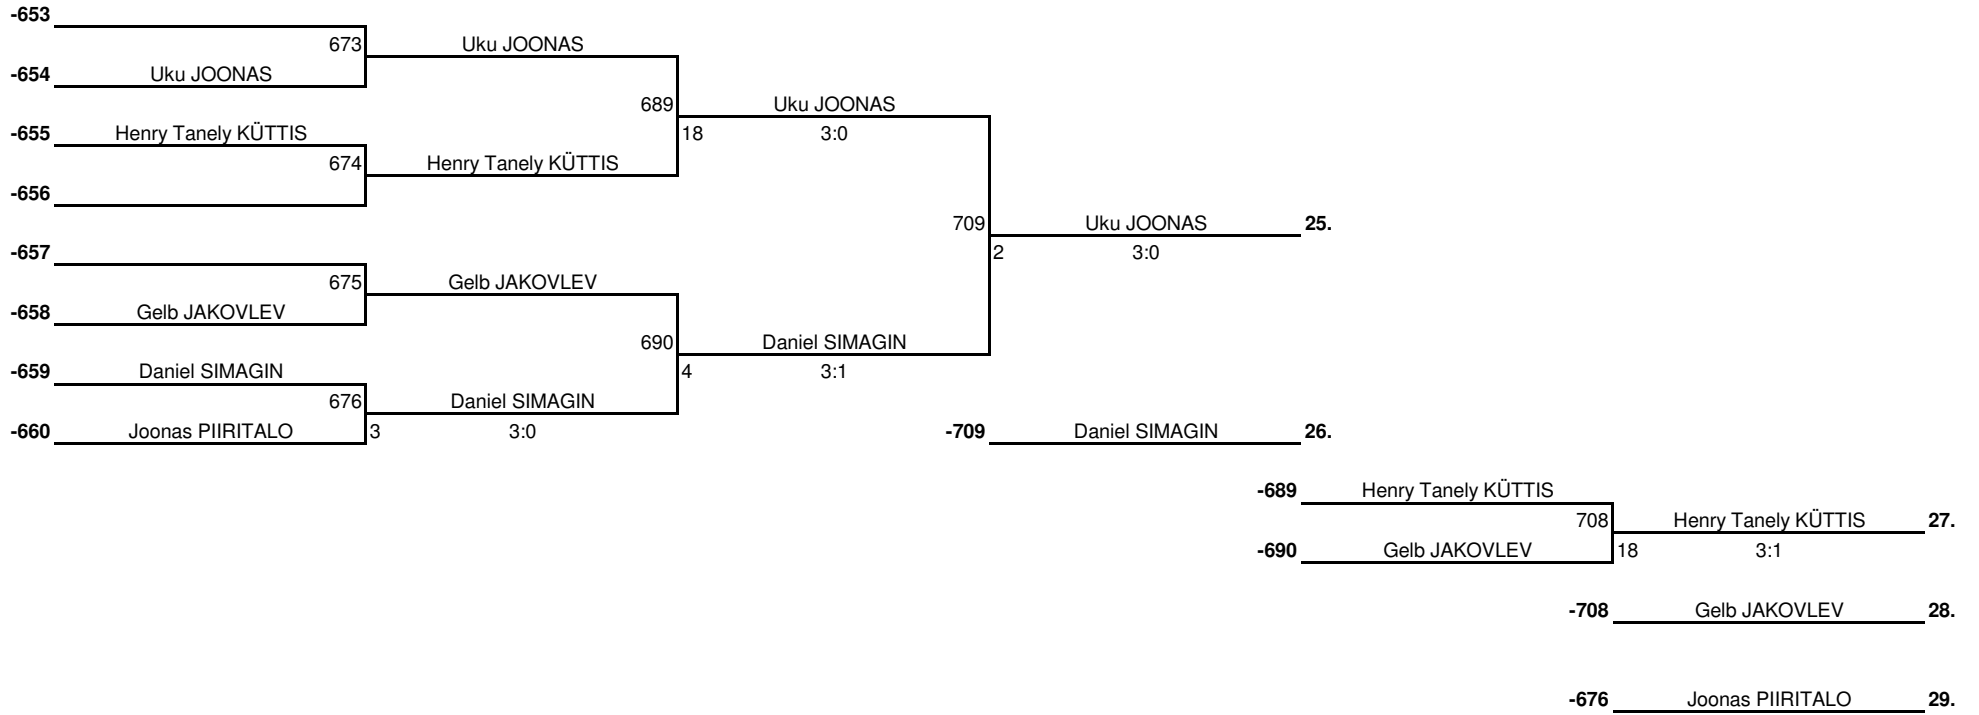 -653
673 Uku JOONAS
-654 Uku JOONAS
689 Uku JOONAS
-655 Henry Tanely KÜTTIS 18 3:0
674 Henry Tanely KÜTTIS
-656
709 Uku JOONAS 25.
-657 2 3:0
675 Gelb JAKOVLEV
-658 Gelb JAKOVLEV
690 Daniel SIMAGIN
-659 Daniel SIMAGIN 4 3:1
676 Daniel SIMAGIN
-660 Joonas PIIRITALO 3 3:0 -709 Daniel SIMAGIN 26.
-689 Henry Tanely KÜTTIS
708 Henry Tanely KÜTTIS 27.
-690 Gelb JAKOVLEV 18 3:1
-708 Gelb JAKOVLEV 28.
-676 Joonas PIIRITALO 29.